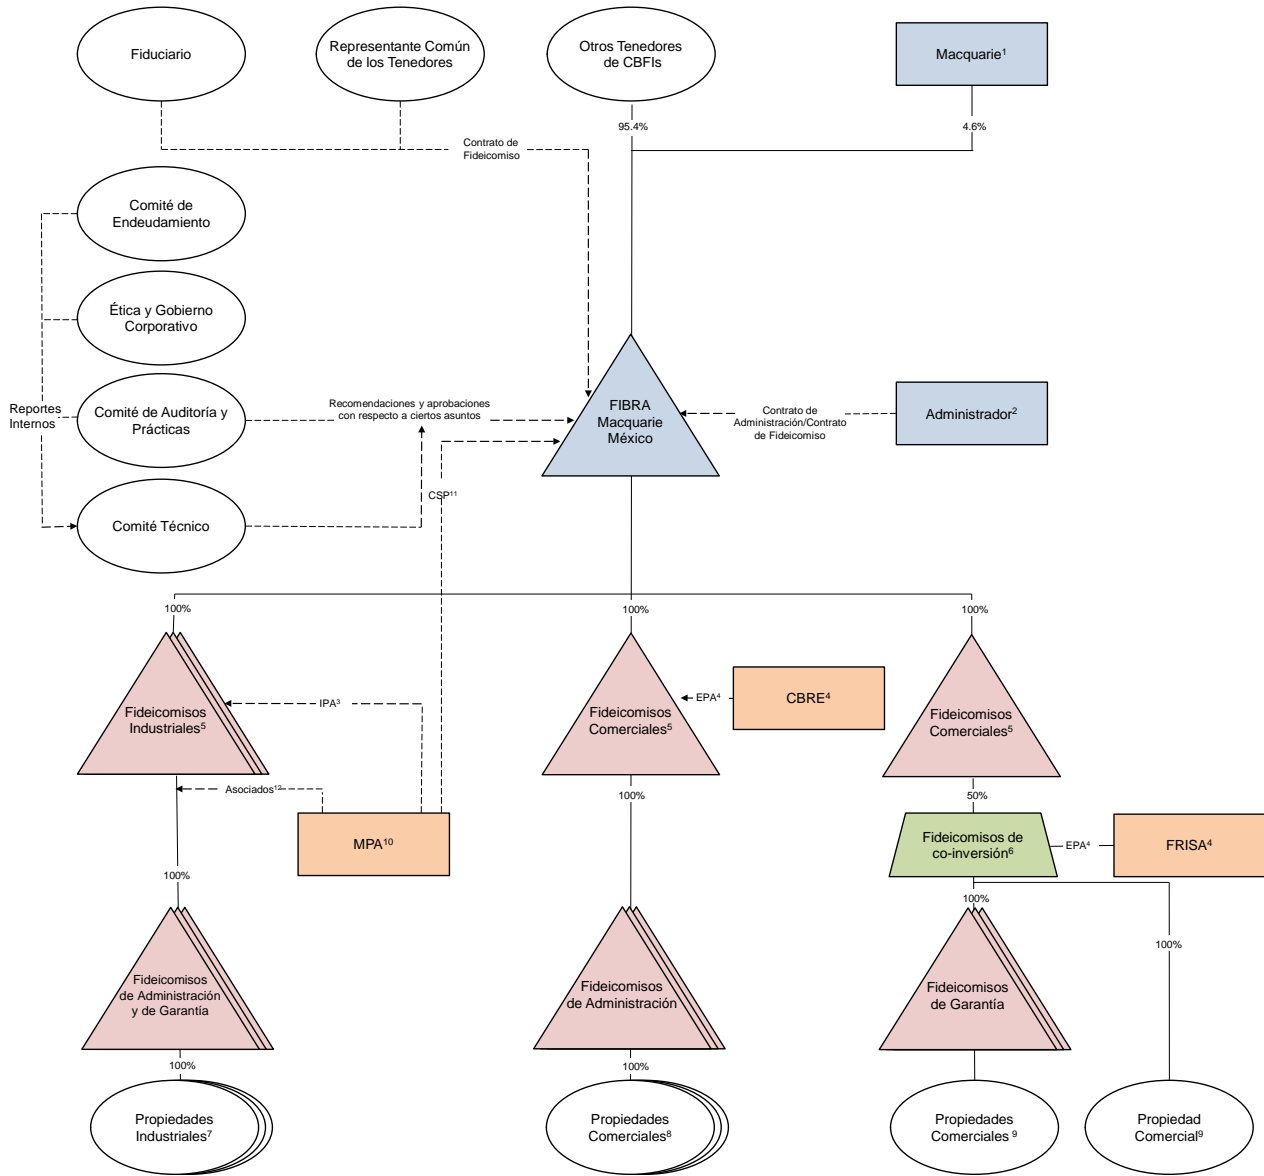 Fiduciario
Representante Común
de los Tenedores
Otros Tenedores
de CBFIs
Macquarie¹
95.4%
4.6%
Contrato de
Fideicomiso
Comité de
Endeudamiento
Ética y Gobierno
Corporativo
Reportes
Internos
Comité de Auditoría y
Prácticas
Recomendaciones y aprobaciones
con respecto a ciertos asuntos
FIBRA
Macquarie
México
Contrato de
Administración/Contrato
de Fideicomiso
Administrador²
CSP¹¹
Comité Técnico
100%
100%
100%
Fideicomisos
Industriales⁵
IPA³
Fideicomisos
Comerciales⁵
EPA⁴
CBRE⁴
Fideicomisos
Comerciales⁵
Asociados¹²
MPA¹⁰
100%
50%
Fideicomisos de
co-inversión⁶
EPA⁴
FRISA⁴
100%
100%
100%
Fideicomisos
de Administración
y de Garantía
Fideicomisos
de Administración
Fideicomisos
de Garantía
100%
100%
Propiedades
Industriales⁷
Propiedades
Comerciales⁸
Propiedades
Comerciales ⁹
Propiedad
Comercial⁹